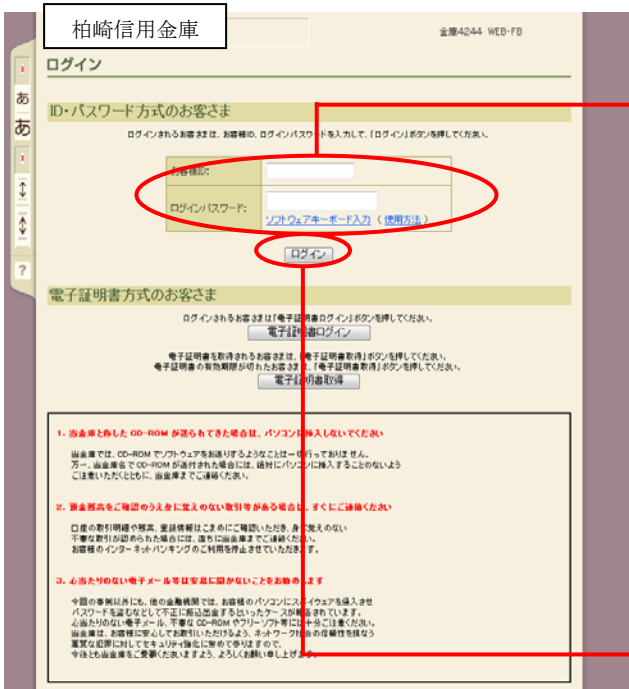 柏崎信用金庫
金庫4244 WEB-FB
ログイン
あ
あ
?
ID・パスワード方式のお客さま
ログインされるお客さまは、お客様ID、ログインパスワードを入力して、「ログイン」ボタンを押してください。
お客様ID:
ログインパスワード:
ソフトウェアキーボード入力 ( 使用方法 )
ログイン
電子証明書方式のお客さま
ログインされるお客さまは「電子証明書ログイン」ボタンを押してください。
電子証明書ログイン
電子証明書を取得されるお客さまは、「電子証明書取得」ボタンを押してください。
電子証明書の有効期限が切れたお客さまは、「電子証明書取得」ボタンを押してください。
電子証明書取得
1. 当金庫と称した CD-ROM が送られてきた場合は、パソコンに挿入しないでください
当金庫では、CD-ROM でソフトウェアをお送りするようなことは一切行っておりません。
万一、当金庫名で CD-ROM が送付された場合には、絶対にパソコンに挿入することのないよう
ご注意いただくとともに、当金庫までご連絡ください。
2. 預金残高をご確認のうえ身に覚えのない取引等がある場合は、すぐにご連絡ください
口座の取引明細や残高、登録情報はこまめにご確認いただき、身に覚えのない
不審な取引が認められた場合には、直ちに当金庫までご連絡ください。
お客様のインターネットバンキングのご利用を停止させていただきます。
3. 心当たりのない電子メール等は安易に開かないことをお勧めします
今回の事例以外にも、他の金融機関では、お客様のパソコンにスパイウェアを侵入させ
パスワードを盗むなどして不正に振込出金するといったケースが報告されています。
心当たりのない電子メール、不審な CD-ROM やフリーソフト等には十分ご注意ください。
当金庫は、お客様に安心してお取引いただけるよう、ネットワーク社会の信頼性を損なう
悪質な犯罪に対してセキュリティ強化に努めて参りますので、
今後とも当金庫をご愛顧くださいますよう、よろしくお願い申し上げます。